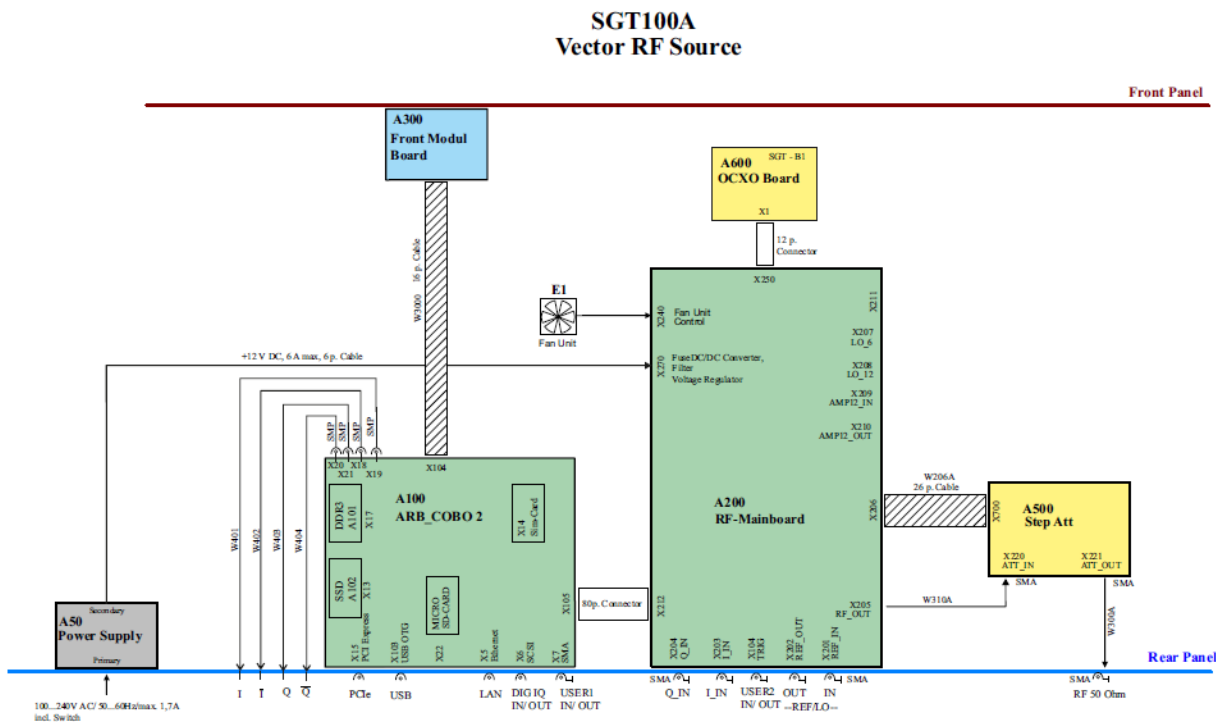 SGT100A
Vector RF Source
Front Panel
A300
Front Modul
Board
A600
SGT - B1
OCXO Board
X1
12 p.
Connector
16 p. Cable
W3000
E1
Fan Unit
X250
X240
Fan Unit
Control
X211
X207
LO_6
+12 V DC, 6 A max, 6 p. Cable
X270
FuseDC/DC Converter,
Filter
Voltage Regulator
X208
LO_12
X209
AMPI2_IN
X210
AMPI2_OUT
SMP
SMP
SMP
SMP
X20
X21
X18
X19
X104
A100
ARB_COBO 2
DDR3
A101
X17
X14
Sim-Card
SSD
A102
X13
MICRO
SD-CARD
X22
X105
80p. Connector
X212
A200
RF-Mainboard
X206
W206A
26 p. Cable
X700
A500
Step Att
X220
ATT_IN
X221
ATT_OUT
SMA
SMA
X205
RF_OUT
W310A
W300A
W401
W402
W403
W404
Secondary
A50
Power Supply
Primary
X15
PCI Express
X103
USB OTG
X5
Ethernet
X6
SCSI
X7
SMA
X204
Q_IN
X203
I_IN
X104
TRIG
X202
REF_OUT
X201
REF_IN
Rear Panel
I
I
Q
Q
PCIe
USB
LAN
DIG IQ
IN/ OUT
USER1
IN/ OUT
SMA
Q_IN
I_IN
USER2
IN/ OUT
OUT
IN
--REF/LO--
SMA
SMA
RF 50 Ohm
100...240V AC/ 50...60Hz/max. 1,7A
incl. Switch